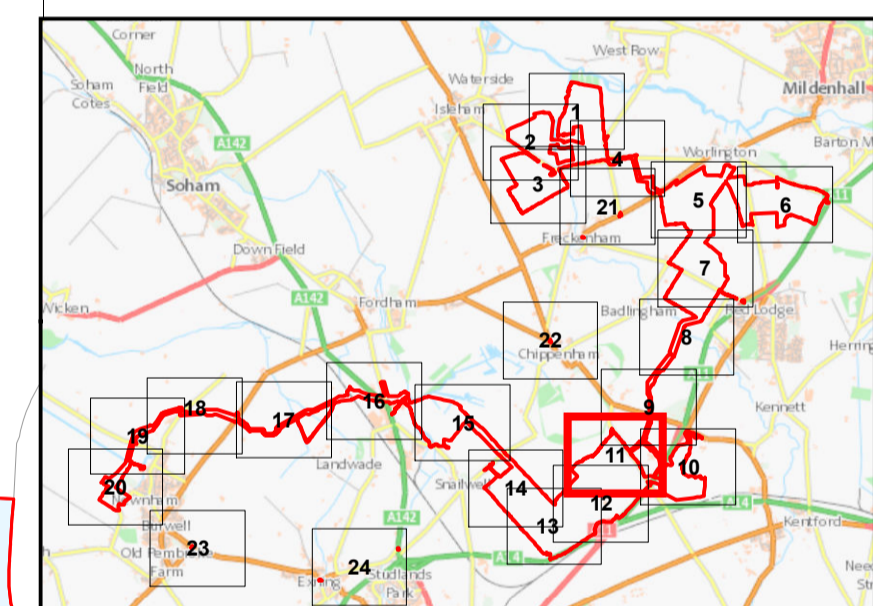 Corner
North
Field
Soham
Cotes
Soham
A142
Down Field
A142
Wicken
Fordham
Waterside
Isleham
West Row
Mildenhall
Barton M
Worlington
A11
1
2
3
4
5
6
21
Freckenham
7
Badlingham
Red Lodge
8
22
Chippenham
Herring
9
Kennett
10
11
12
13
14
15
16
17
18
19
20
Landwade
Snailwell
A14
Kentford
A142
A14
Burwell
Old Pemb
Farm
23
24
Exning
Studlands
Park
Need